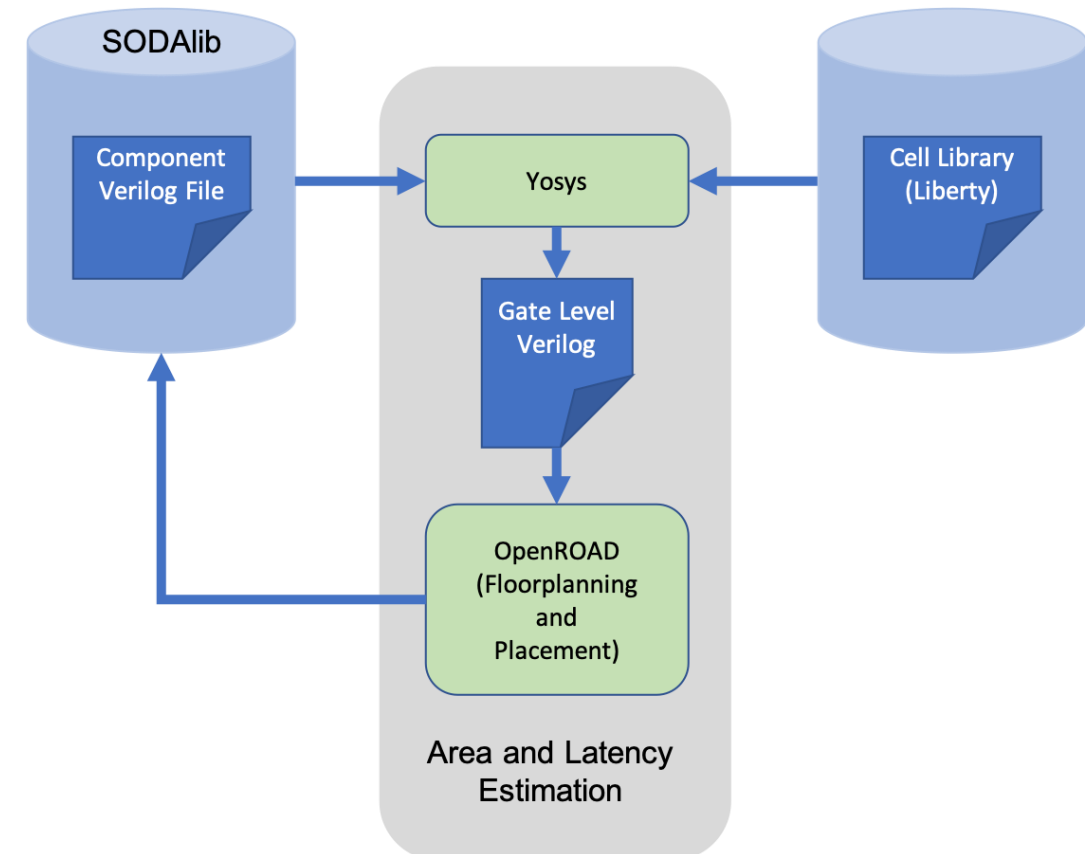 SODAlib
Component
Verilog File
Yosys
Cell Library
(Liberty)
Gate Level
Verilog
OpenROAD
(Floorplanning
and
Placement)
Area and Latency
Estimation